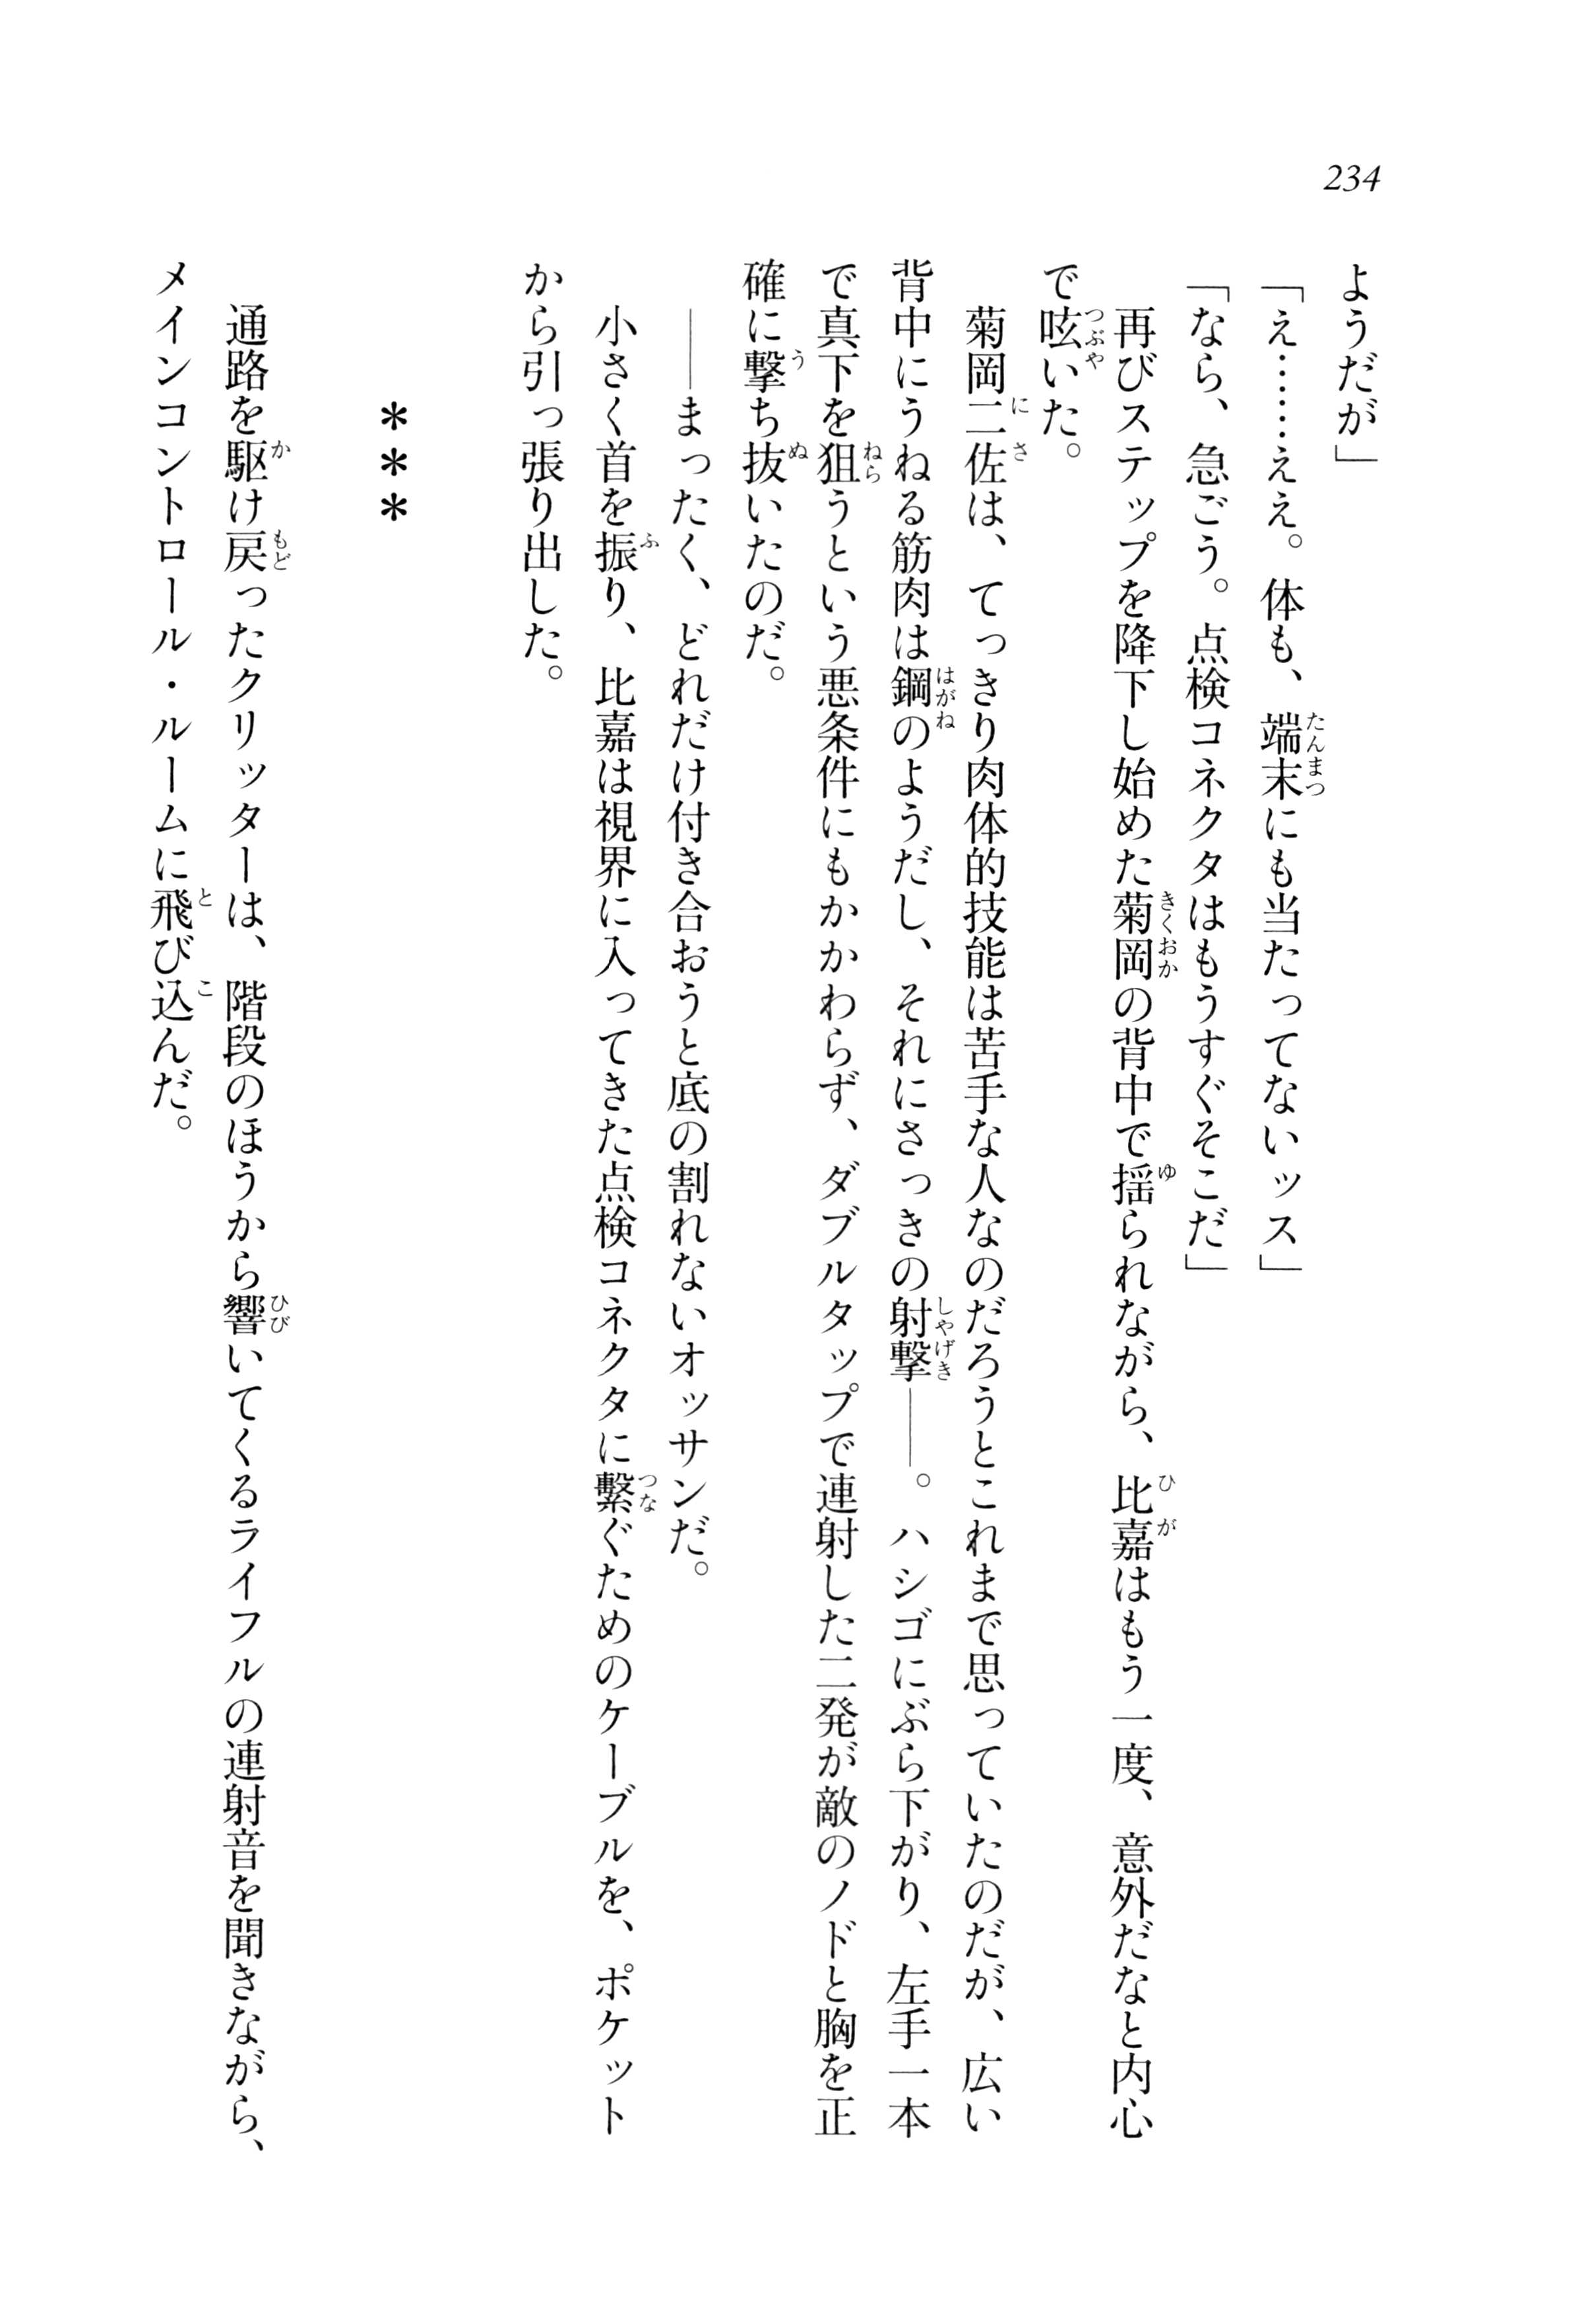 234
ようだが」
「え………ええ。体も、端末にも当たってないッス」
「なら、急ごう。点検コネクタはもうすぐそこだ」
再びステップを降下し始めた菊岡の背中で揺られながら、比嘉はもう一度、意外だなと内心
で呟いた。
菊岡二佐は、てっきり肉体的技能は苦手な人なのだろうとこれまで思っていたのだが、広い
背中にうねる筋肉は鋼のようだし、それにさっきの射撃――。ハシゴにぶら下がり、左手一本
で真下を狙うという悪条件にもかかわらず、ダブルタップで連射した二発が敵のノドと胸を正
確に撃ち抜いたのだ。
――まったく、どれだけ付き合おうと底の割れないオッサンだ。
小さく首を振り、比嘉は視界に入ってきた点検コネクタに繫ぐためのケーブルを、ポケット
から引っ張り出した。
＊＊＊
通路を駆け戻ったクリッターは、階段のほうから響いてくるライフルの連射音を聞きながら、
メインコントロール・ルームに飛び込んだ。